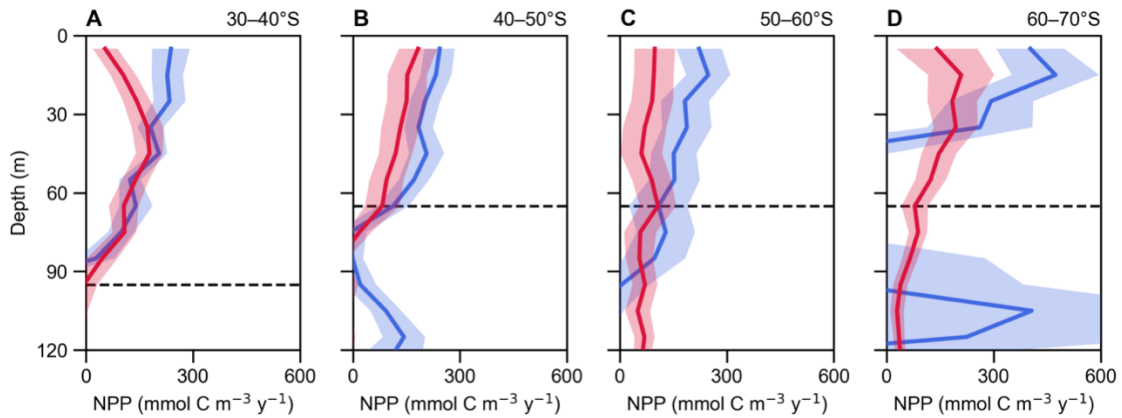 A 30–40°S
B 40–50°S
C 50–60°S
D 60–70°S
Depth (m)
0
30
60
90
120
0 300 600
0 300 600
0 300 600
0 300 600
NPP (mmol C m⁻³ y⁻¹)
NPP (mmol C m⁻³ y⁻¹)
NPP (mmol C m⁻³ y⁻¹)
NPP (mmol C m⁻³ y⁻¹)